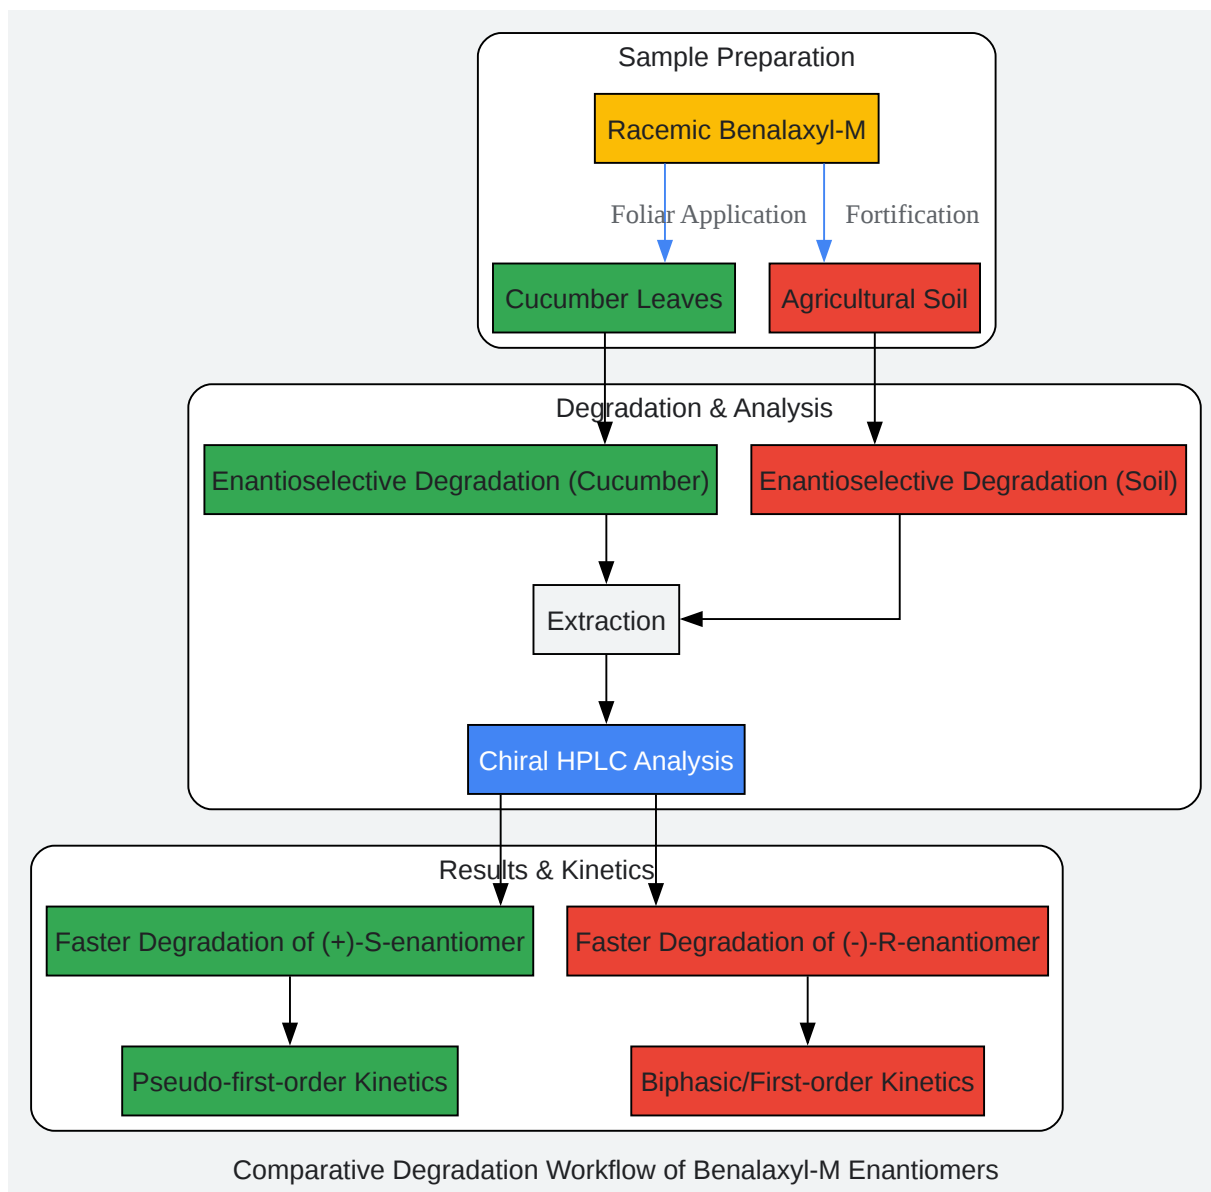 Sample Preparation
Racemic Benalaxyl-M
Foliar Application
Fortification
Cucumber Leaves
Agricultural Soil
Degradation & Analysis
Enantioselective Degradation (Cucumber)
Enantioselective Degradation (Soil)
Extraction
Chiral HPLC Analysis
Results & Kinetics
Faster Degradation of (+)-S-enantiomer
Faster Degradation of (-)-R-enantiomer
Pseudo-first-order Kinetics
Biphasic/First-order Kinetics
Comparative Degradation Workflow of Benalaxyl-M Enantiomers